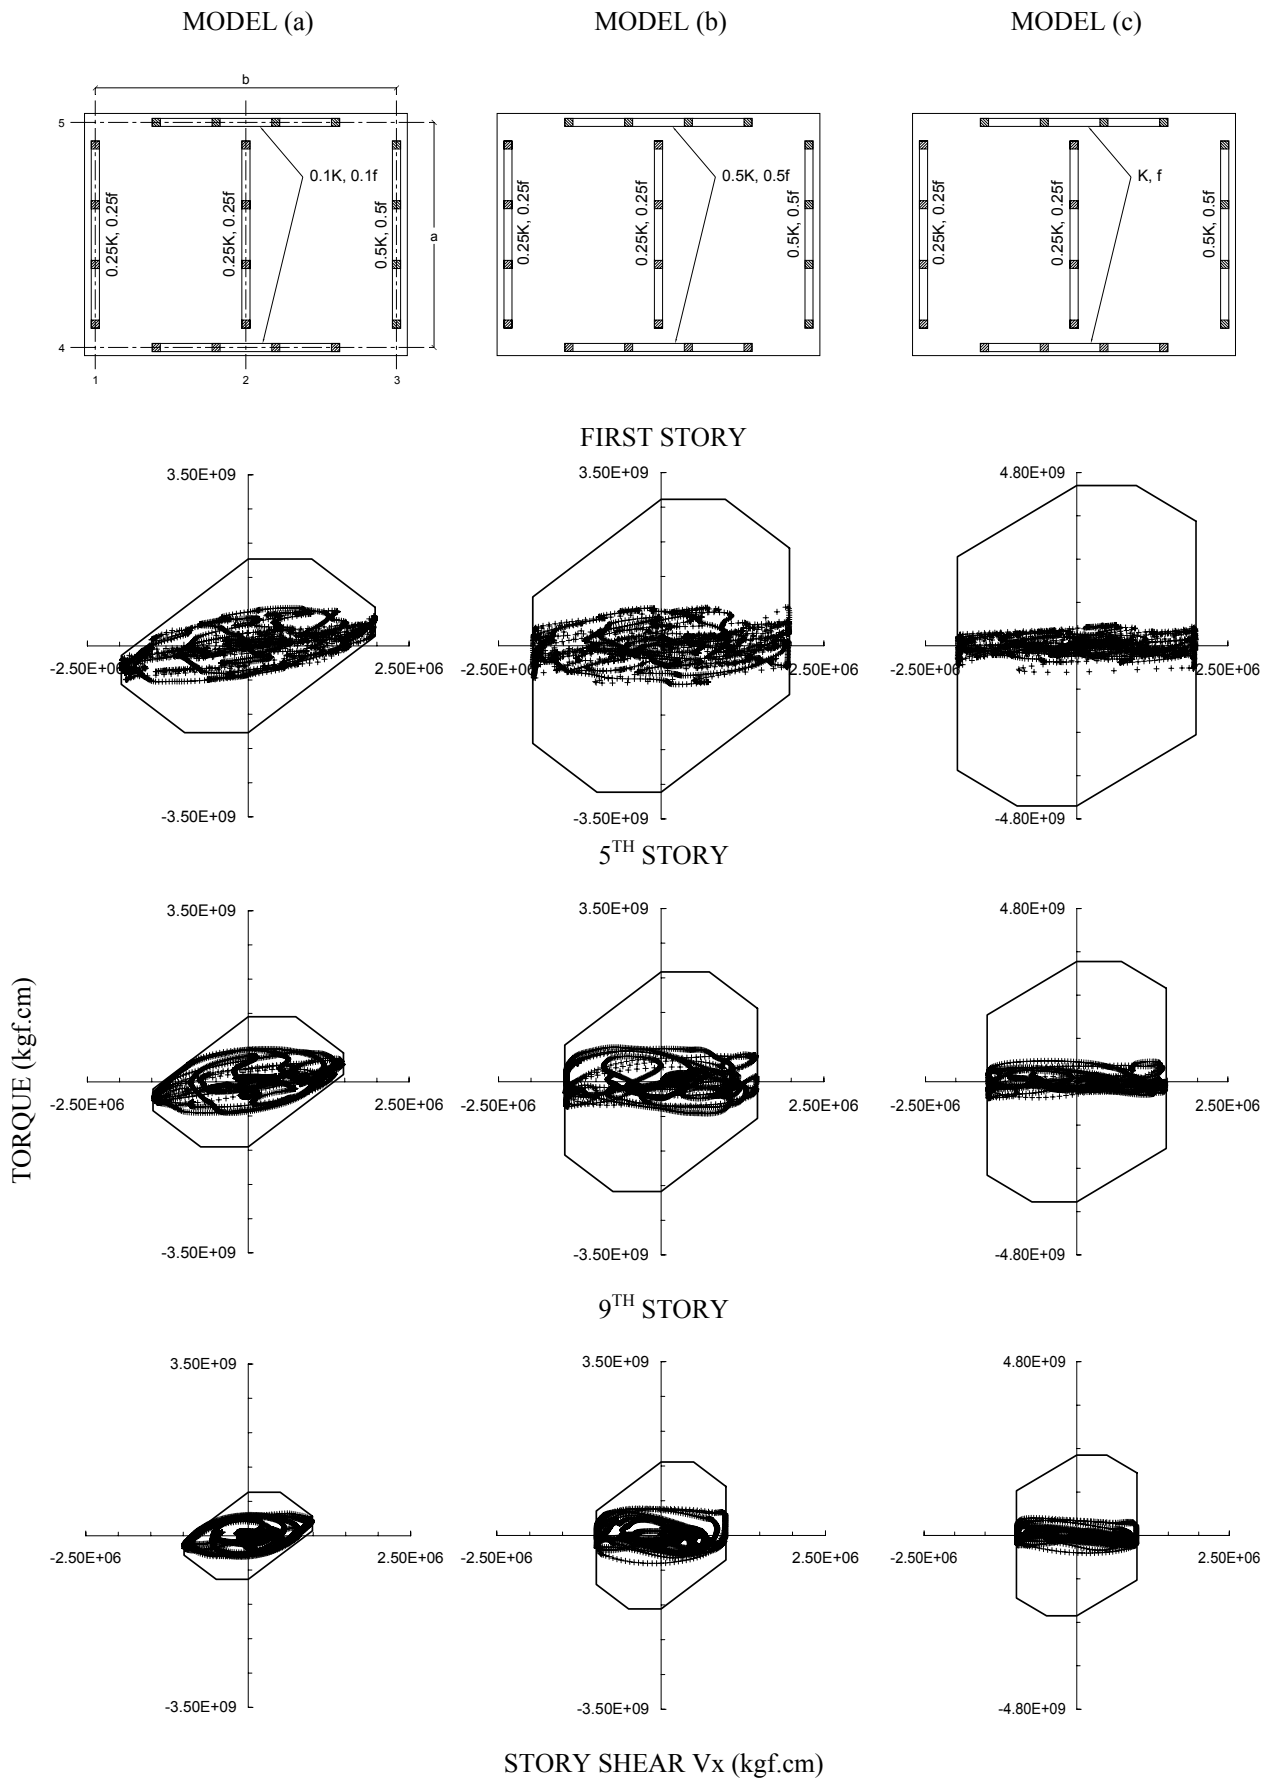 MODEL (a)
MODEL (b)
MODEL (c)
b
5
4
1
2
3
a
0.25K, 0.25f
0.25K, 0.25f
0.5K, 0.5f
0.1K, 0.1f
0.25K, 0.25f
0.25K, 0.25f
0.5K, 0.5f
0.5K, 0.5f
0.25K, 0.25f
0.25K, 0.25f
0.5K, 0.5f
K, f
FIRST STORY
3.50E+09
-2.50E+06
2.50E+06
-3.50E+09
3.50E+09
-2.50E+06
2.50E+06
-3.50E+09
4.80E+09
-2.50E+06
2.50E+06
-4.80E+09
5TH STORY
3.50E+09
-2.50E+06
2.50E+06
-3.50E+09
3.50E+09
-2.50E+06
2.50E+06
-3.50E+09
4.80E+09
-2.50E+06
2.50E+06
-4.80E+09
TORQUE (kgf.cm)
9TH STORY
3.50E+09
-2.50E+06
2.50E+06
-3.50E+09
3.50E+09
-2.50E+06
2.50E+06
-3.50E+09
4.80E+09
-2.50E+06
2.50E+06
-4.80E+09
STORY SHEAR Vx (kgf.cm)